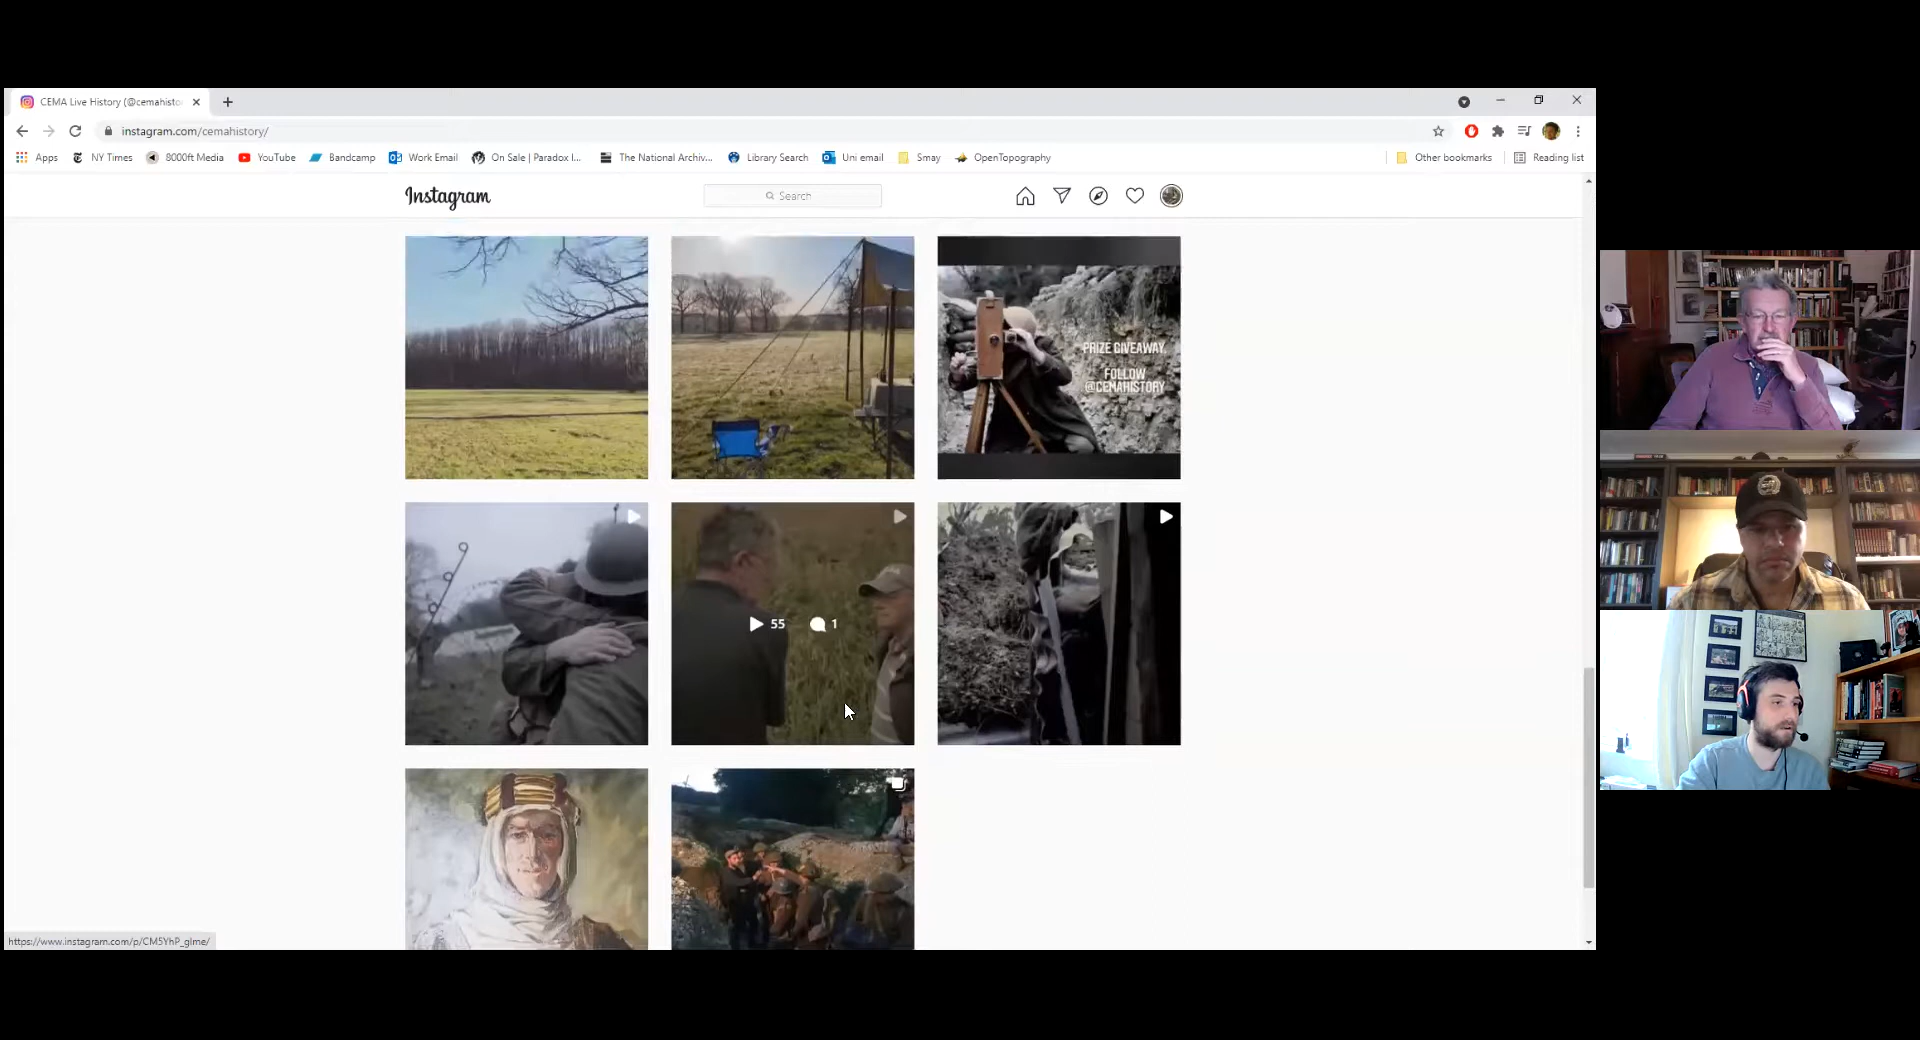 CEMA Live History (@cemahisto
instagram.com/cemahistory/
Apps NY Times 8000ft Media YouTube Bandcamp Work Email On Sale | Paradox I... The National Archiv... Library Search Uni email Smay OpenTopography Other bookmarks Reading list
Instagram
Search
PRIZE GIVEAWAY.
FOLLOW
@CEMAHISTORY
55 1
https://www.instagram.com/p/CM5YhP_glme/